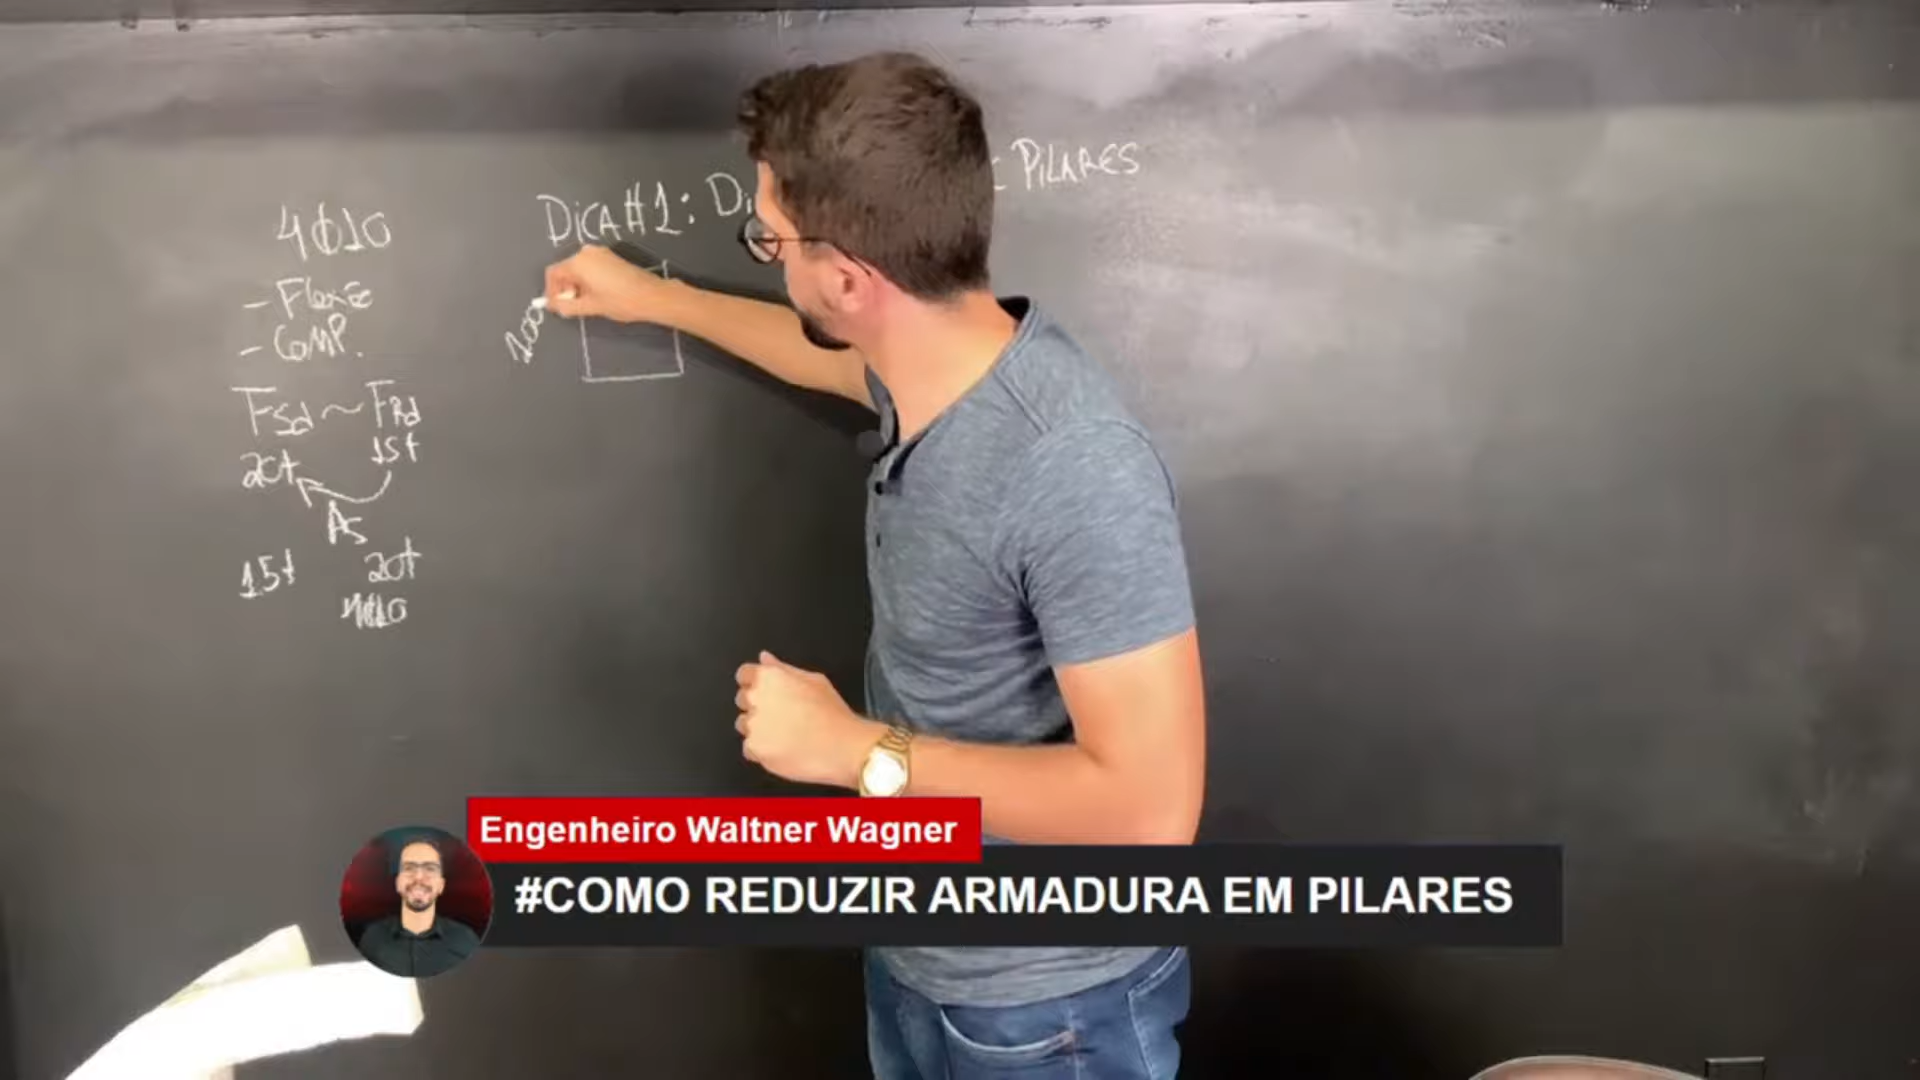 4Φ10
- Flexão
- COMP.
FSd ~ FRd
20t 15t
As
15t 20t
DICA #1: Di PILARES
100
Engenheiro Waltner Wagner
#COMO REDUZIR ARMADURA EM PILARES